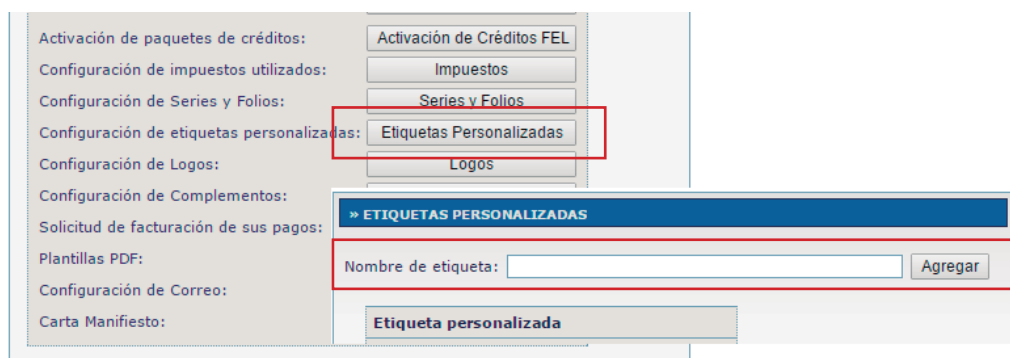 Activación de paquetes de créditos: Activación de Créditos FEL
Configuración de impuestos utilizados: Impuestos
Configuración de Series y Folios: Series y Folios
Configuración de etiquetas personalizadas: Etiquetas Personalizadas
Configuración de Logos: Logos
Configuración de Complementos:
Solicitud de facturación de sus pagos:
Plantillas PDF:
Configuración de Correo:
Carta Manifiesto:
» ETIQUETAS PERSONALIZADAS
Nombre de etiqueta: Agregar
Etiqueta personalizada